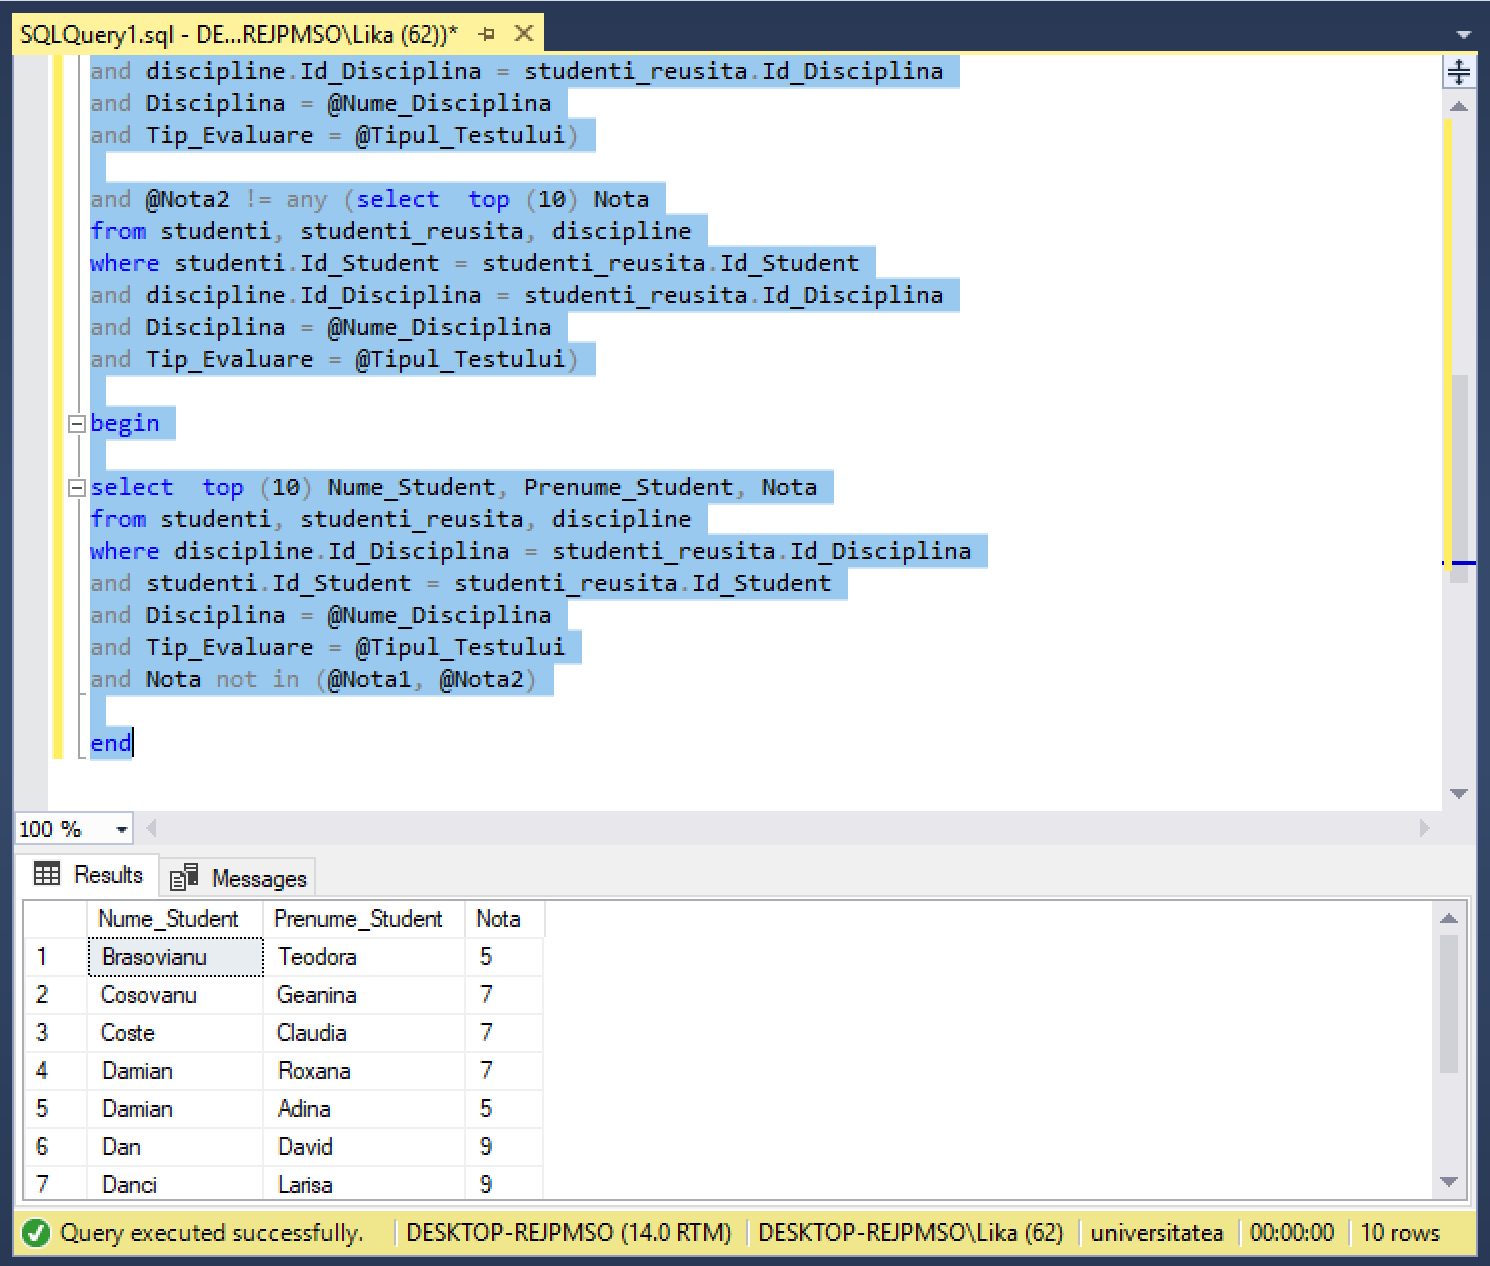 SQLQuery1.sql - DE...REJPMSO\Lika (62))*
and discipline.Id_Disciplina = studenti_reusita.Id_Disciplina
and Disciplina = @Nume_Disciplina
and Tip_Evaluare = @Tipul_Testului)
and @Nota2 != any (select  top (10) Nota
from studenti, studenti_reusita, discipline
where studenti.Id_Student = studenti_reusita.Id_Student
and discipline.Id_Disciplina = studenti_reusita.Id_Disciplina
and Disciplina = @Nume_Disciplina
and Tip_Evaluare = @Tipul_Testului)
begin
select  top (10) Nume_Student, Prenume_Student, Nota
from studenti, studenti_reusita, discipline
where discipline.Id_Disciplina = studenti_reusita.Id_Disciplina
and studenti.Id_Student = studenti_reusita.Id_Student
and Disciplina = @Nume_Disciplina
and Tip_Evaluare = @Tipul_Testului
and Nota not in (@Nota1, @Nota2)
end
100 %
Results Messages
Nume_Student Prenume_Student Nota
1 Brasovianu Teodora 5
2 Cosovanu Geanina 7
3 Coste Claudia 7
4 Damian Roxana 7
5 Damian Adina 5
6 Dan David 9
7 Danci Larisa 9
Query executed successfully. DESKTOP-REJPMSO (14.0 RTM) DESKTOP-REJPMSO\Lika (62) universitatea 00:00:00 10 rows